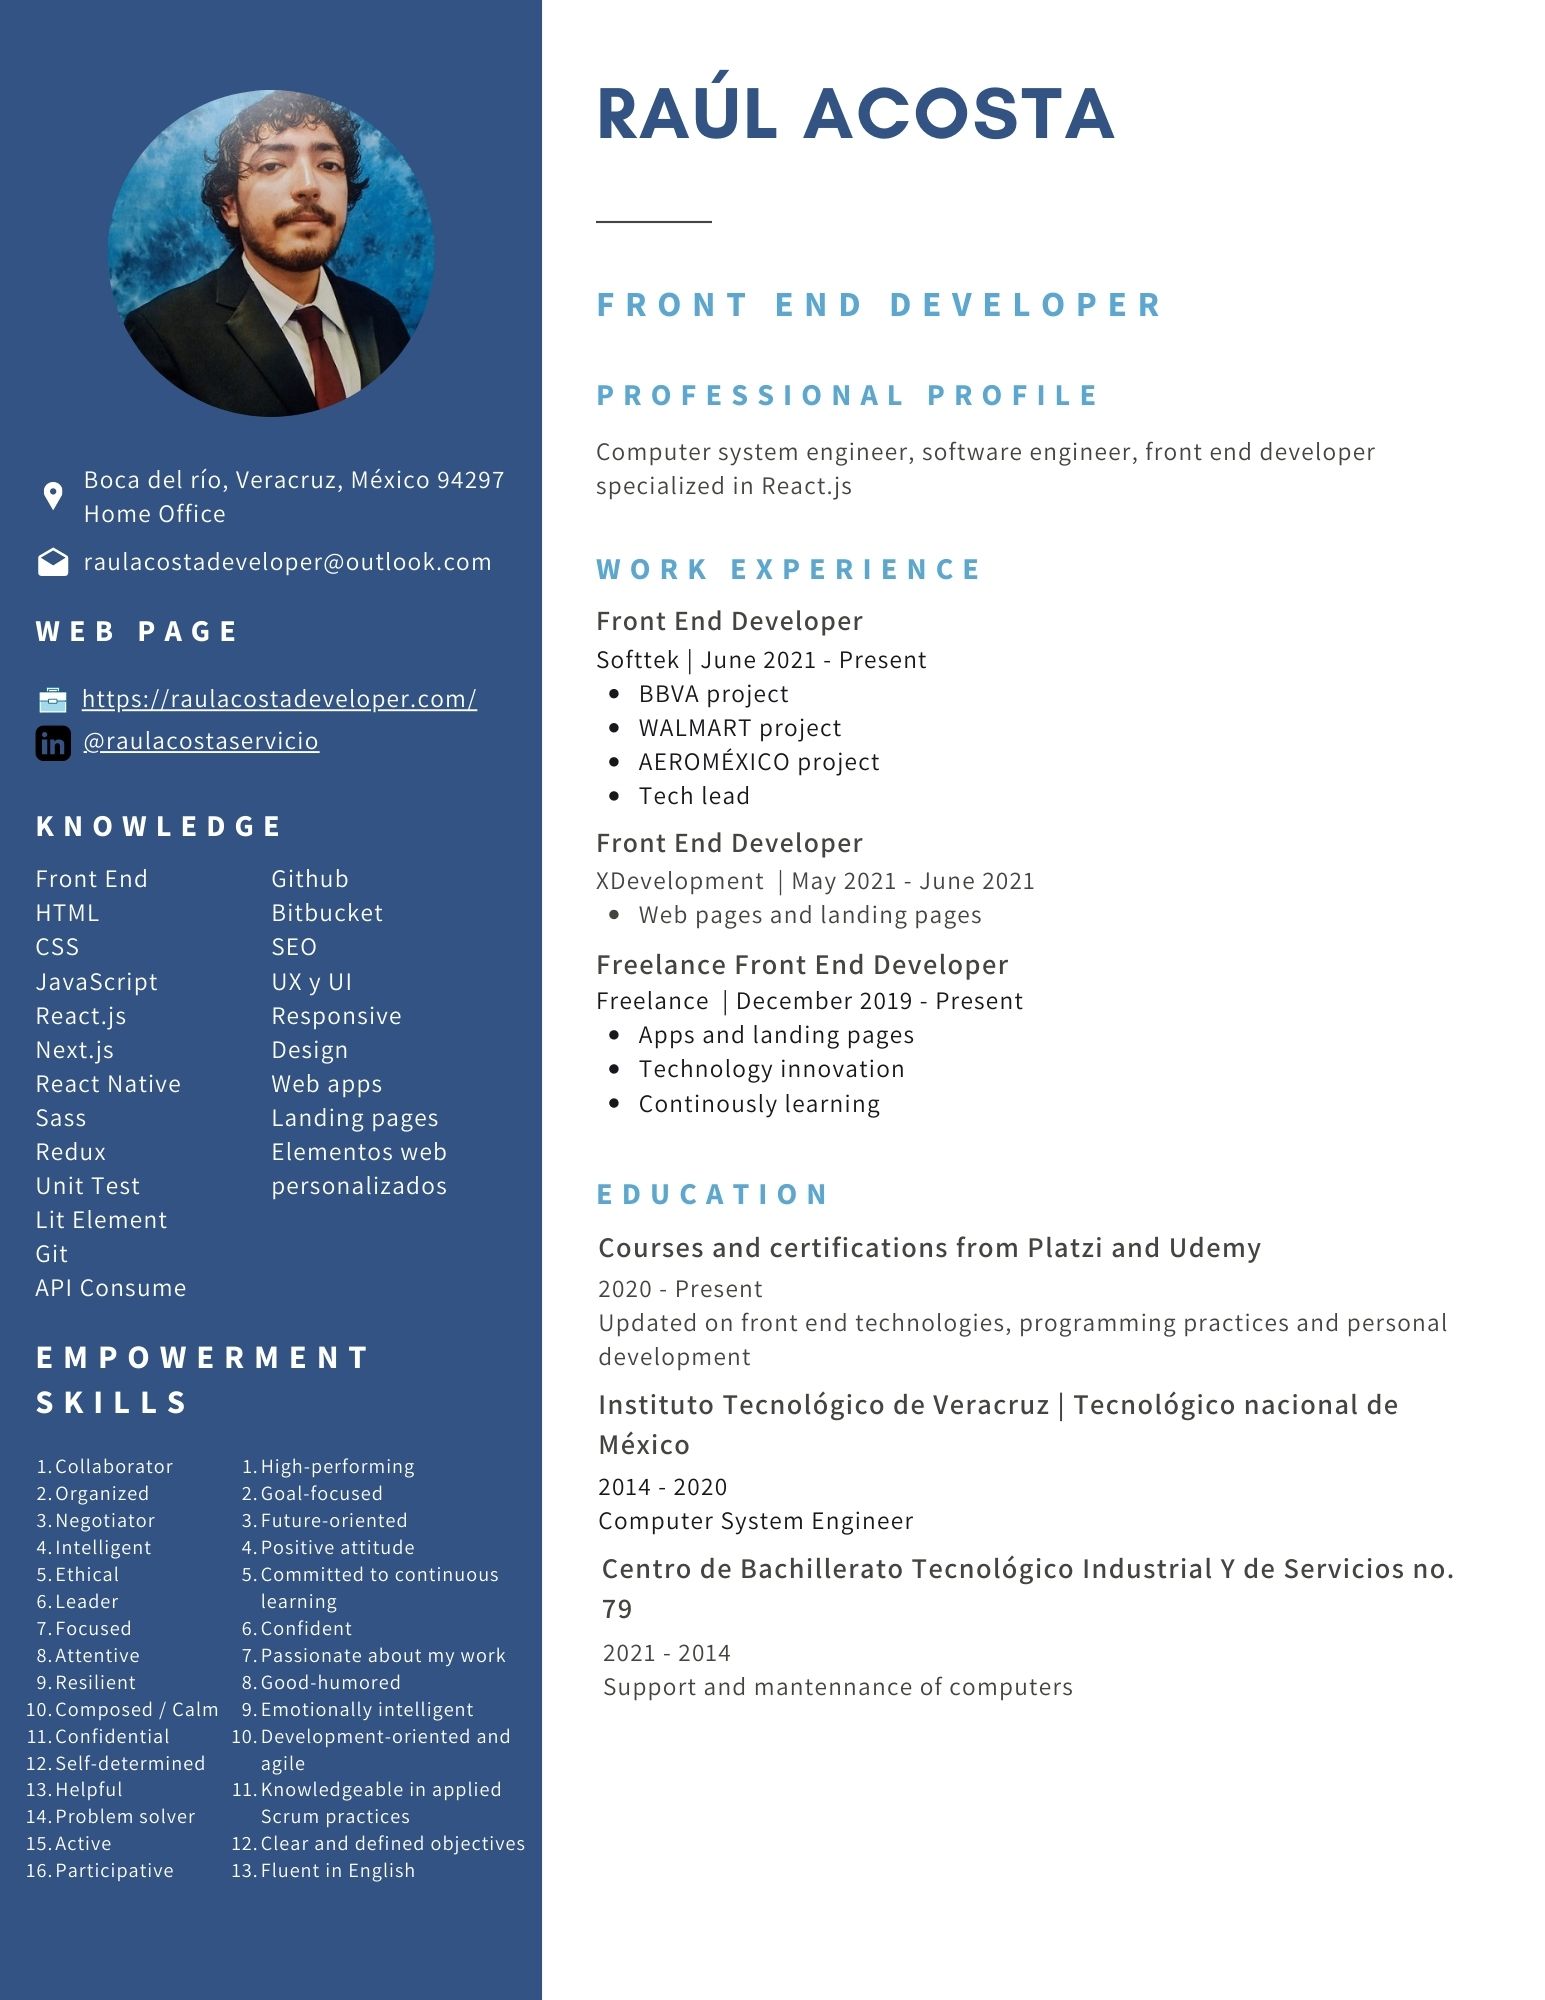 RAÚL ACOSTA
FRONT END DEVELOPER
PROFESSIONAL PROFILE
Computer system engineer, software engineer, front end developer
specialized in React.js
WORK EXPERIENCE
Front End Developer
Softtek | June 2021 - Present
• BBVA project
• WALMART project
• AEROMÉXICO project
• Tech lead
Front End Developer
XDevelopment | May 2021 - June 2021
• Web pages and landing pages
Freelance Front End Developer
Freelance | December 2019 - Present
• Apps and landing pages
• Technology innovation
• Continously learning
EDUCATION
Courses and certifications from Platzi and Udemy
2020 - Present
Updated on front end technologies, programming practices and personal
development
Instituto Tecnológico de Veracruz | Tecnológico nacional de
México
2014 - 2020
Computer System Engineer
Centro de Bachillerato Tecnológico Industrial Y de Servicios no.
79
2021 - 2014
Support and mantennance of computers
Boca del río, Veracruz, México 94297
Home Office
raulacostadeveloper@outlook.com
WEB PAGE
https://raulacostadeveloper.com/
in
@raulacostaservicio
KNOWLEDGE
Front End
HTML
CSS
JavaScript
React.js
Next.js
React Native
Sass
Redux
Unit Test
Lit Element
Git
API Consume
Github
Bitbucket
SEO
UX y UI
Responsive
Design
Web apps
Landing pages
Elementos web
personalizados
EMPOWERMENT
SKILLS
1. Collaborator
2. Organized
3. Negotiator
4. Intelligent
5. Ethical
6. Leader
7. Focused
8. Attentive
9. Resilient
10. Composed / Calm
11. Confidential
12. Self-determined
13. Helpful
14. Problem solver
15. Active
16. Participative
1. High-performing
2. Goal-focused
3. Future-oriented
4. Positive attitude
5. Committed to continuous
learning
6. Confident
7. Passionate about my work
8. Good-humored
9. Emotionally intelligent
10. Development-oriented and
agile
11. Knowledgeable in applied
Scrum practices
12. Clear and defined objectives
13. Fluent in English